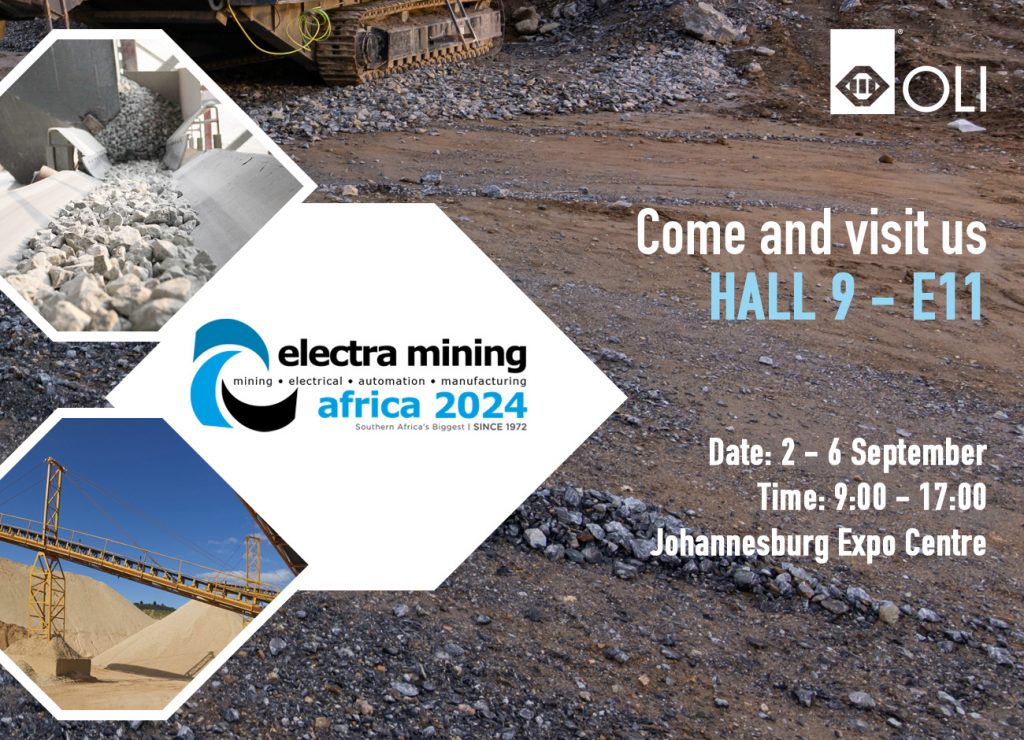 OLI
Come and visit us
HALL 9 - E11
electra mining
mining • electrical • automation • manufacturing
africa 2024
Southern Africa's Biggest | SINCE 1972
Date: 2 - 6 September
Time: 9:00 - 17:00
Johannesburg Expo Centre